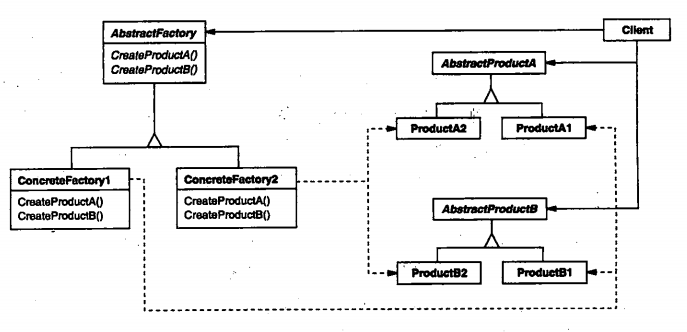 AbstractFactory
CreateProductA()
CreateProductB()
Client
AbstractProductA
ProductA2
ProductA1
ConcreteFactory1
CreateProductA()
CreateProductB()
ConcreteFactory2
CreateProductA()
CreateProductB()
AbstractProductB
ProductB2
ProductB1